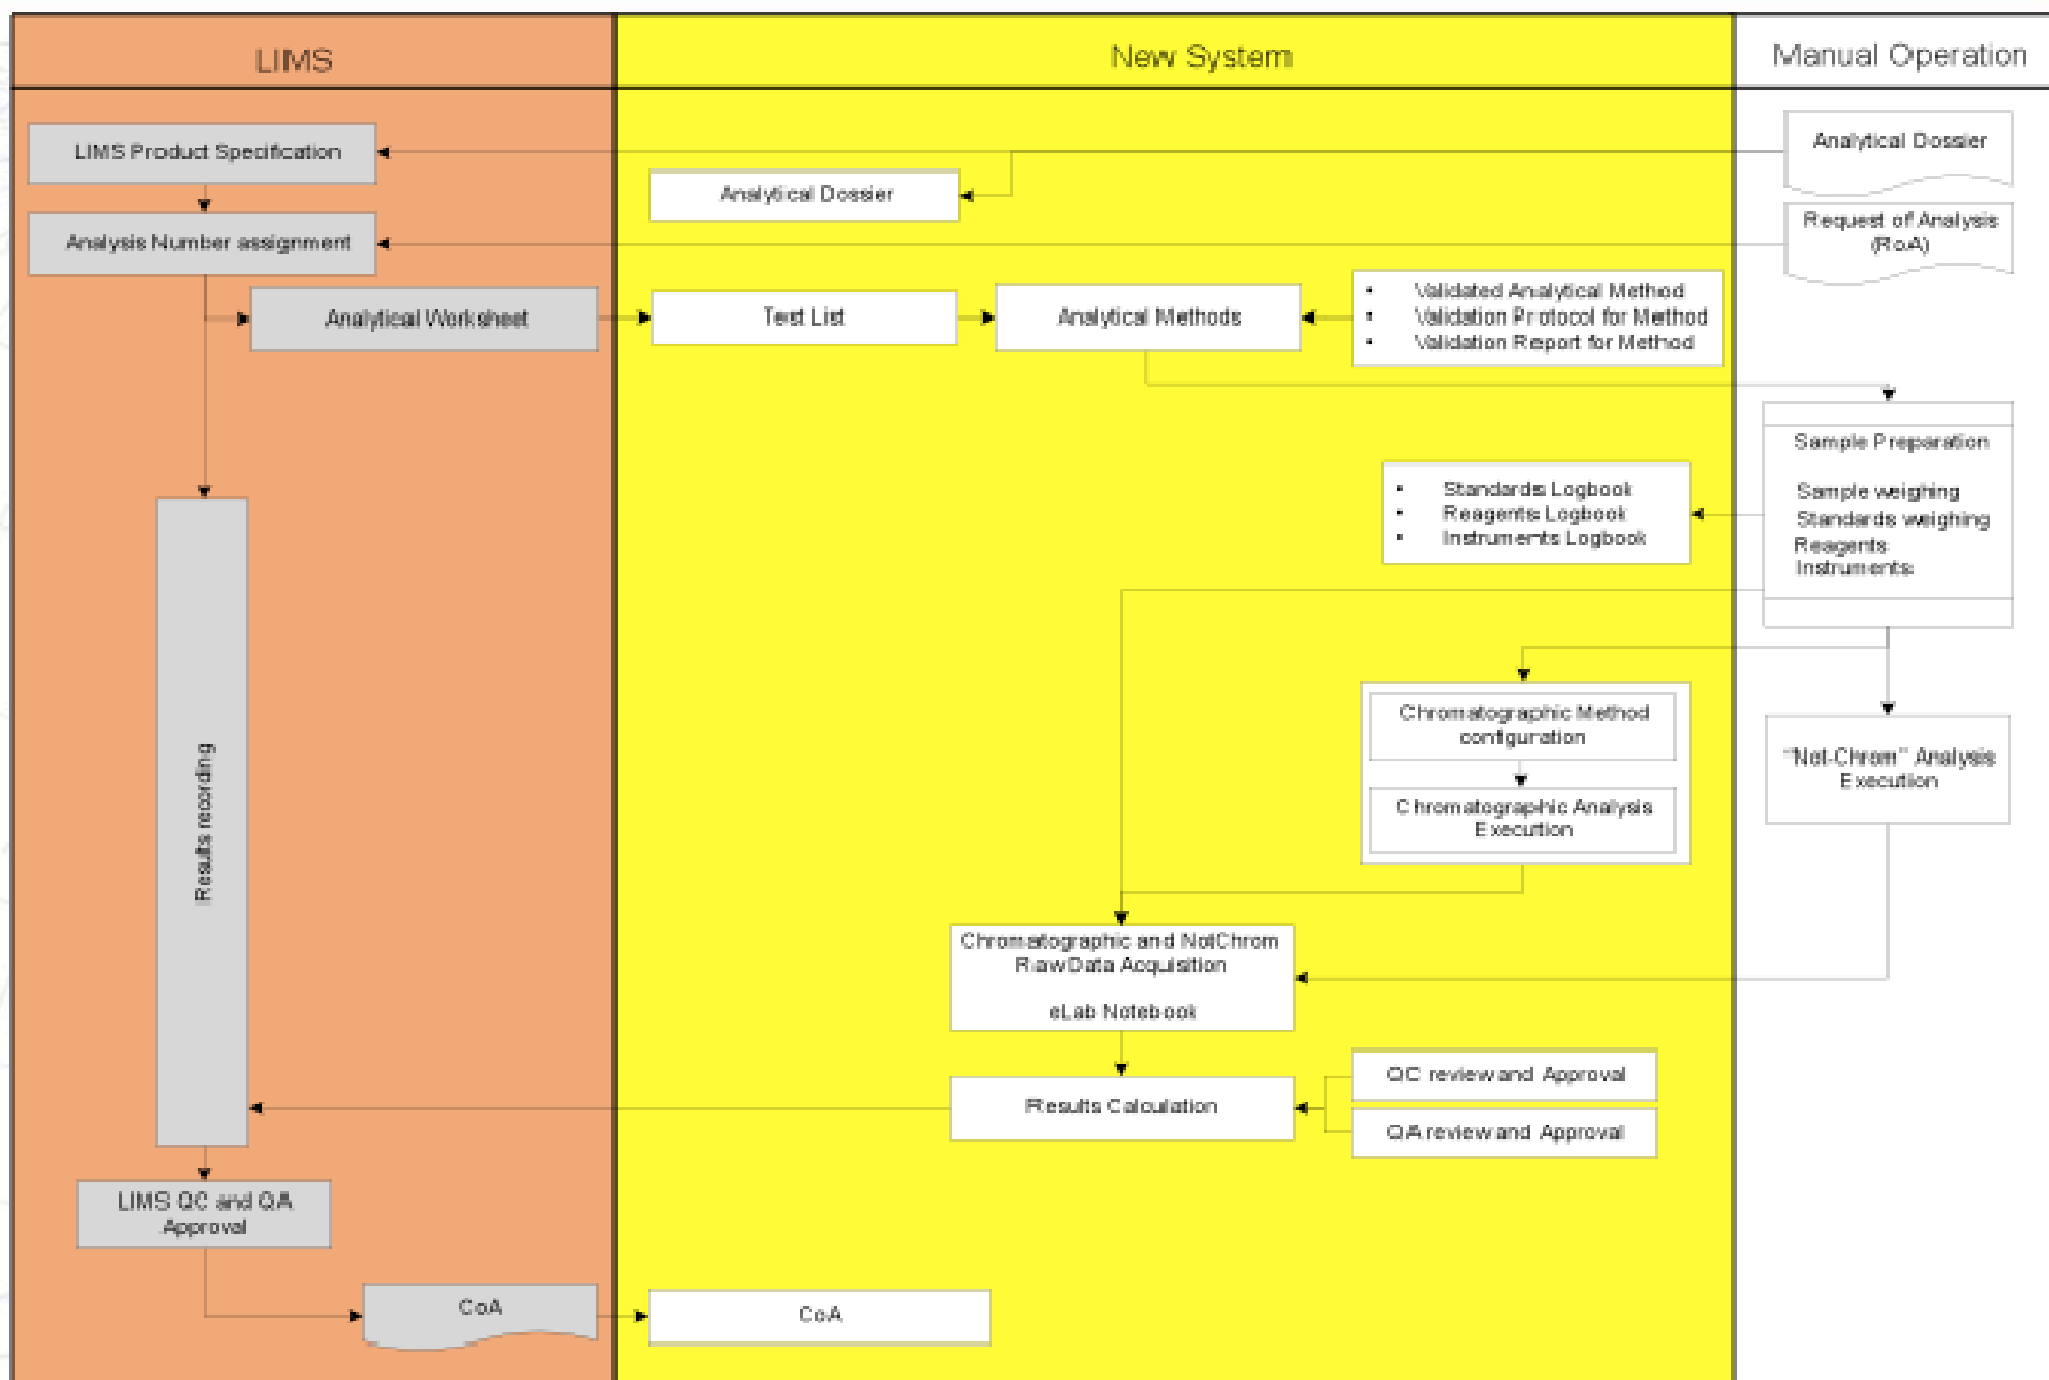 LIMS
New System
Manual Operation
LIMS Product Specification
Analytical Dossier
Analytical Dossier
Analysis Number assignment
Request of Analysis
(RoA)
Analytical Worksheet
Test List
Analytical Methods
• Validated Analytical Method
• Validation Protocol for Method
• Validation Report for Method
Sample Preparation
Sample weighing
Standards weighing
Reagents
Instruments
• Standards Logbook
• Reagents Logbook
• Instruments Logbook
Chromatographic Method
configuration
Chromatographic Analysis
Execution
"Not-Chrom" Analysis
Execution
Results recording
Chromatographic and NotChrom
Raw Data Acquisition
eLab Notebook
Results Calculation
QC review and Approval
QA review and Approval
LIMS QC and QA
Approval
CoA
CoA